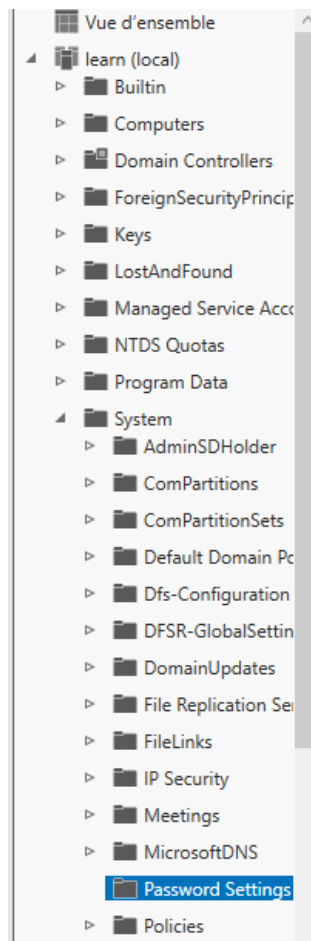 Vue d'ensemble
learn (local)
Builtin
Computers
Domain Controllers
ForeignSecurityPrincip
Keys
LostAndFound
Managed Service Acco
NTDS Quotas
Program Data
System
AdminSDHolder
ComPartitions
ComPartitionSets
Default Domain Po
Dfs-Configuration
DFSR-GlobalSettin
DomainUpdates
File Replication Ser
FileLinks
IP Security
Meetings
MicrosoftDNS
Password Settings
Policies